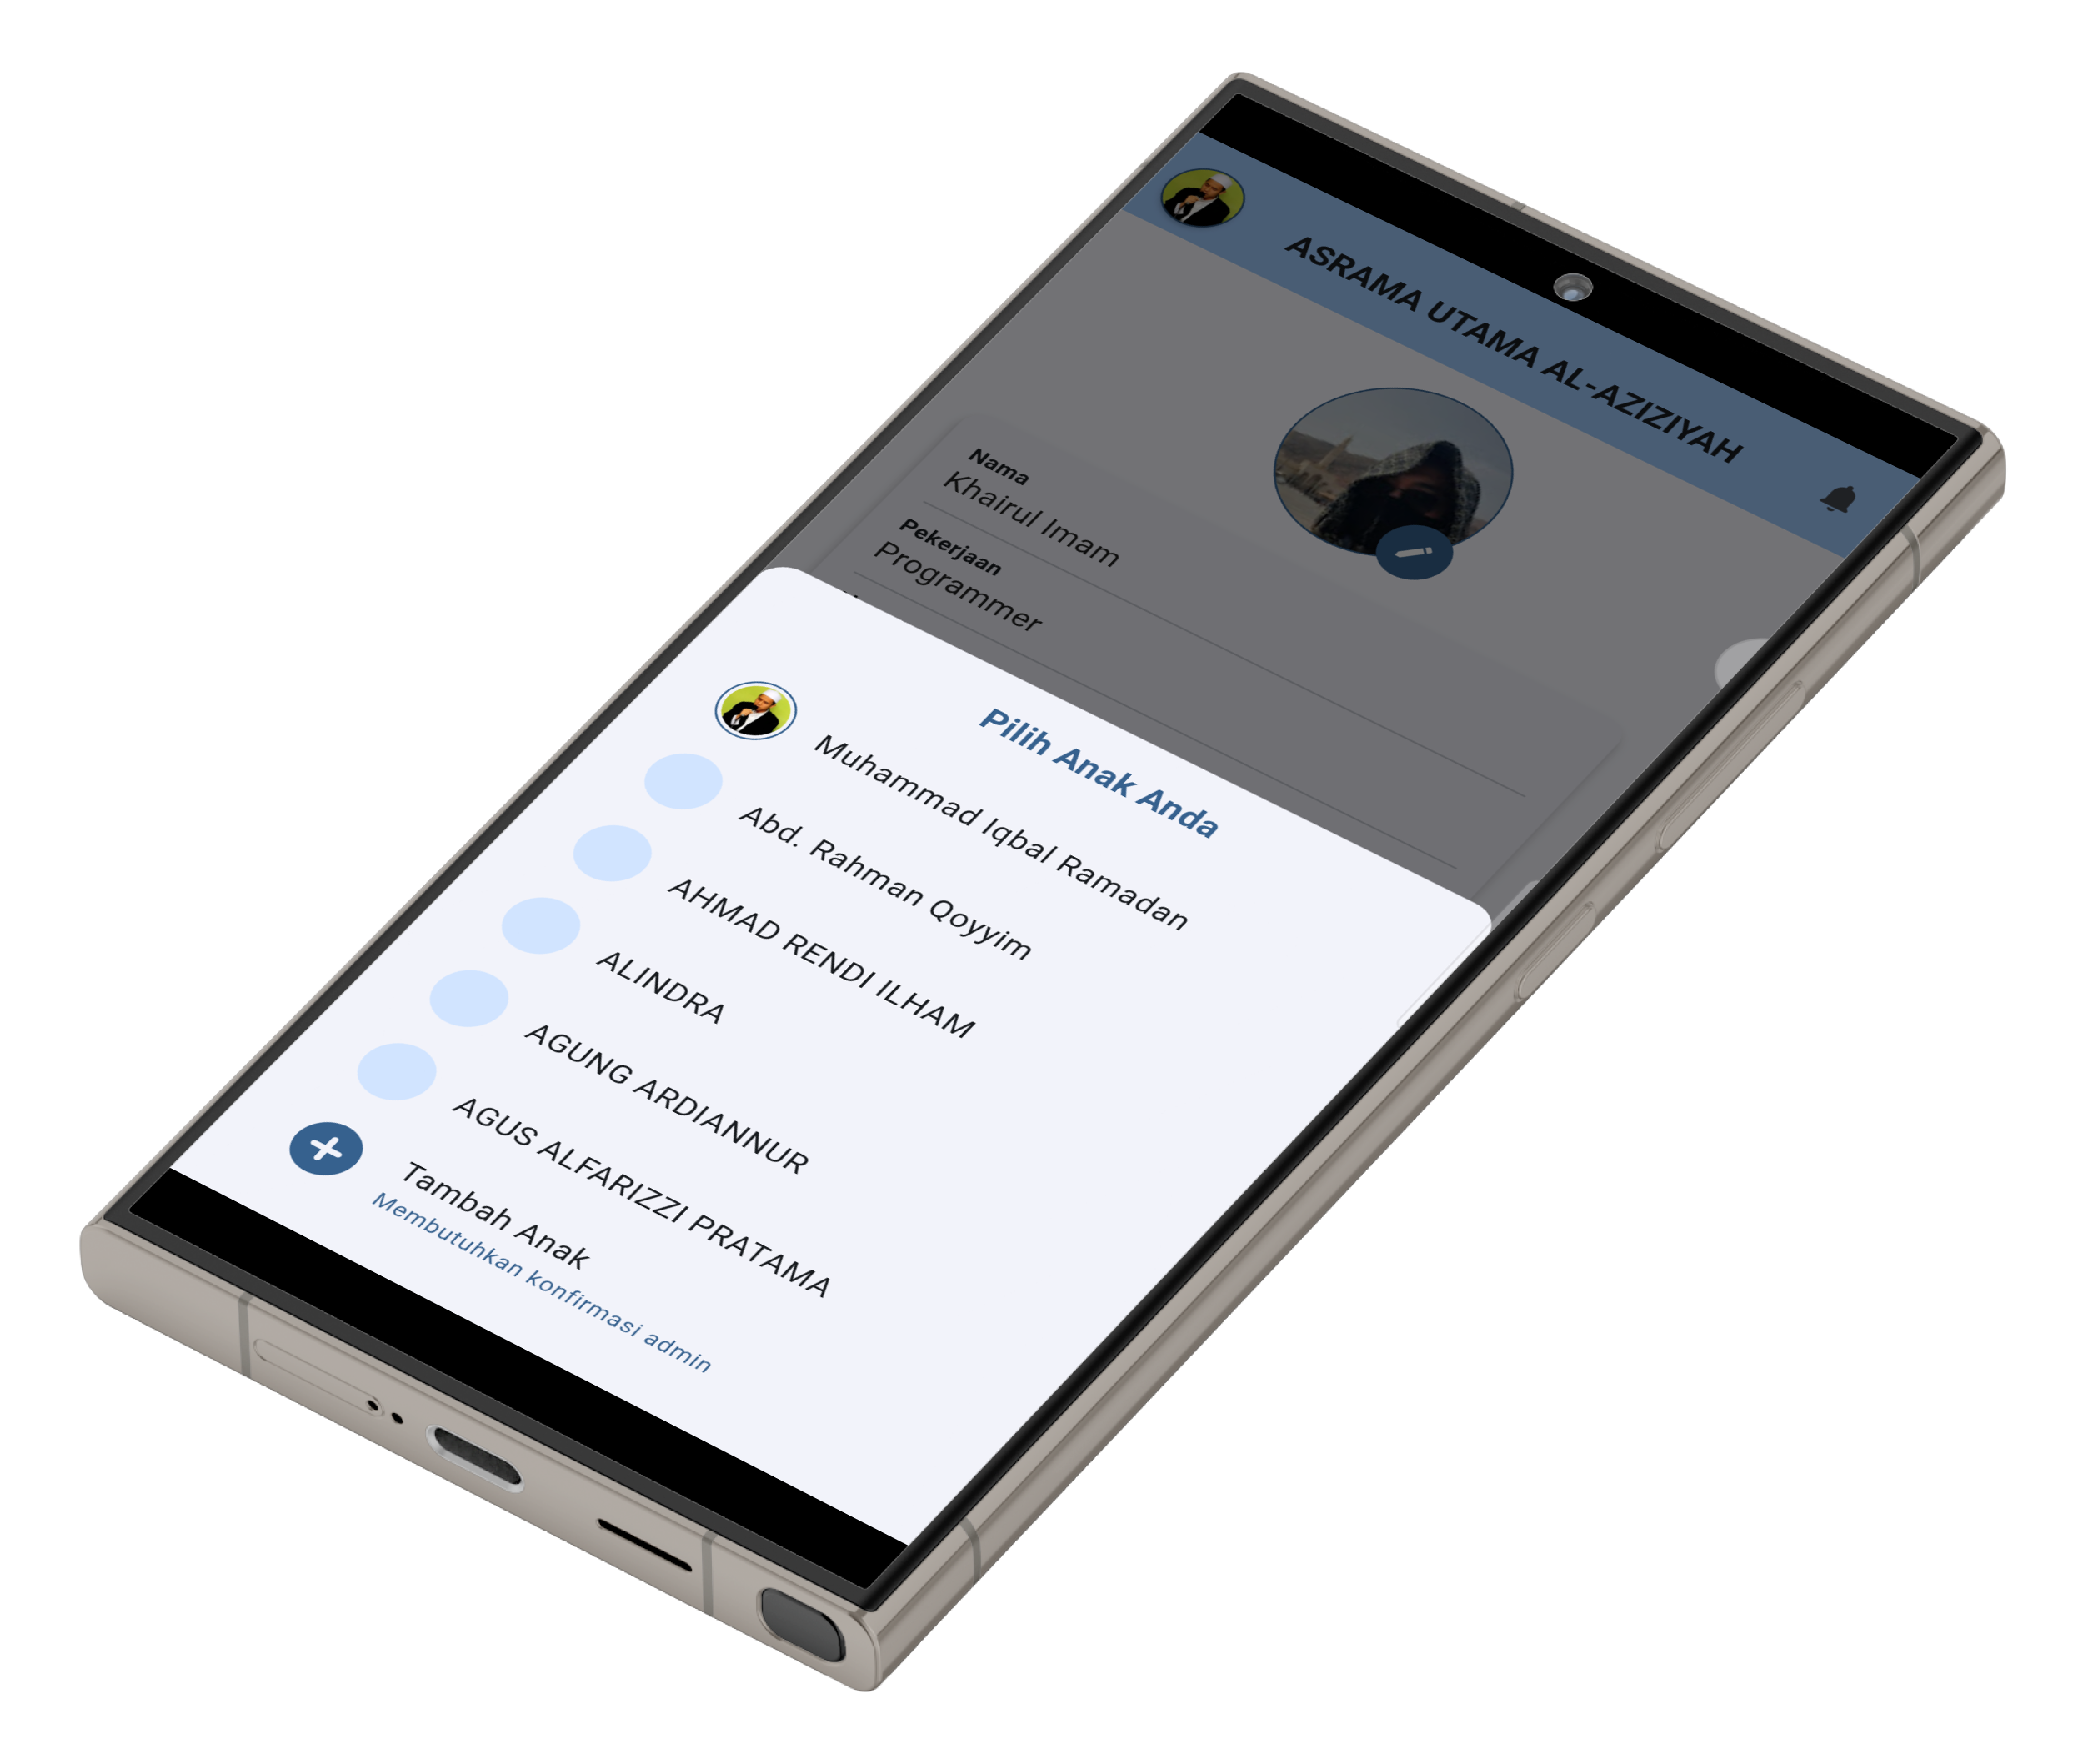 ASRAMA UTAMA AL-AZIZIYAH
Nama
Khairul Imam
Pekerjaan
Programmer
Pilih Anak Anda
Muhammad Iqbal Ramadan
Abd. Rahman Qoyyim
AHMAD RENDI ILHAM
ALINDRA
AGUNG ARDIANNUR
AGUS ALFARIZZI PRATAMA
Tambah Anak
Membutuhkan konfirmasi admin